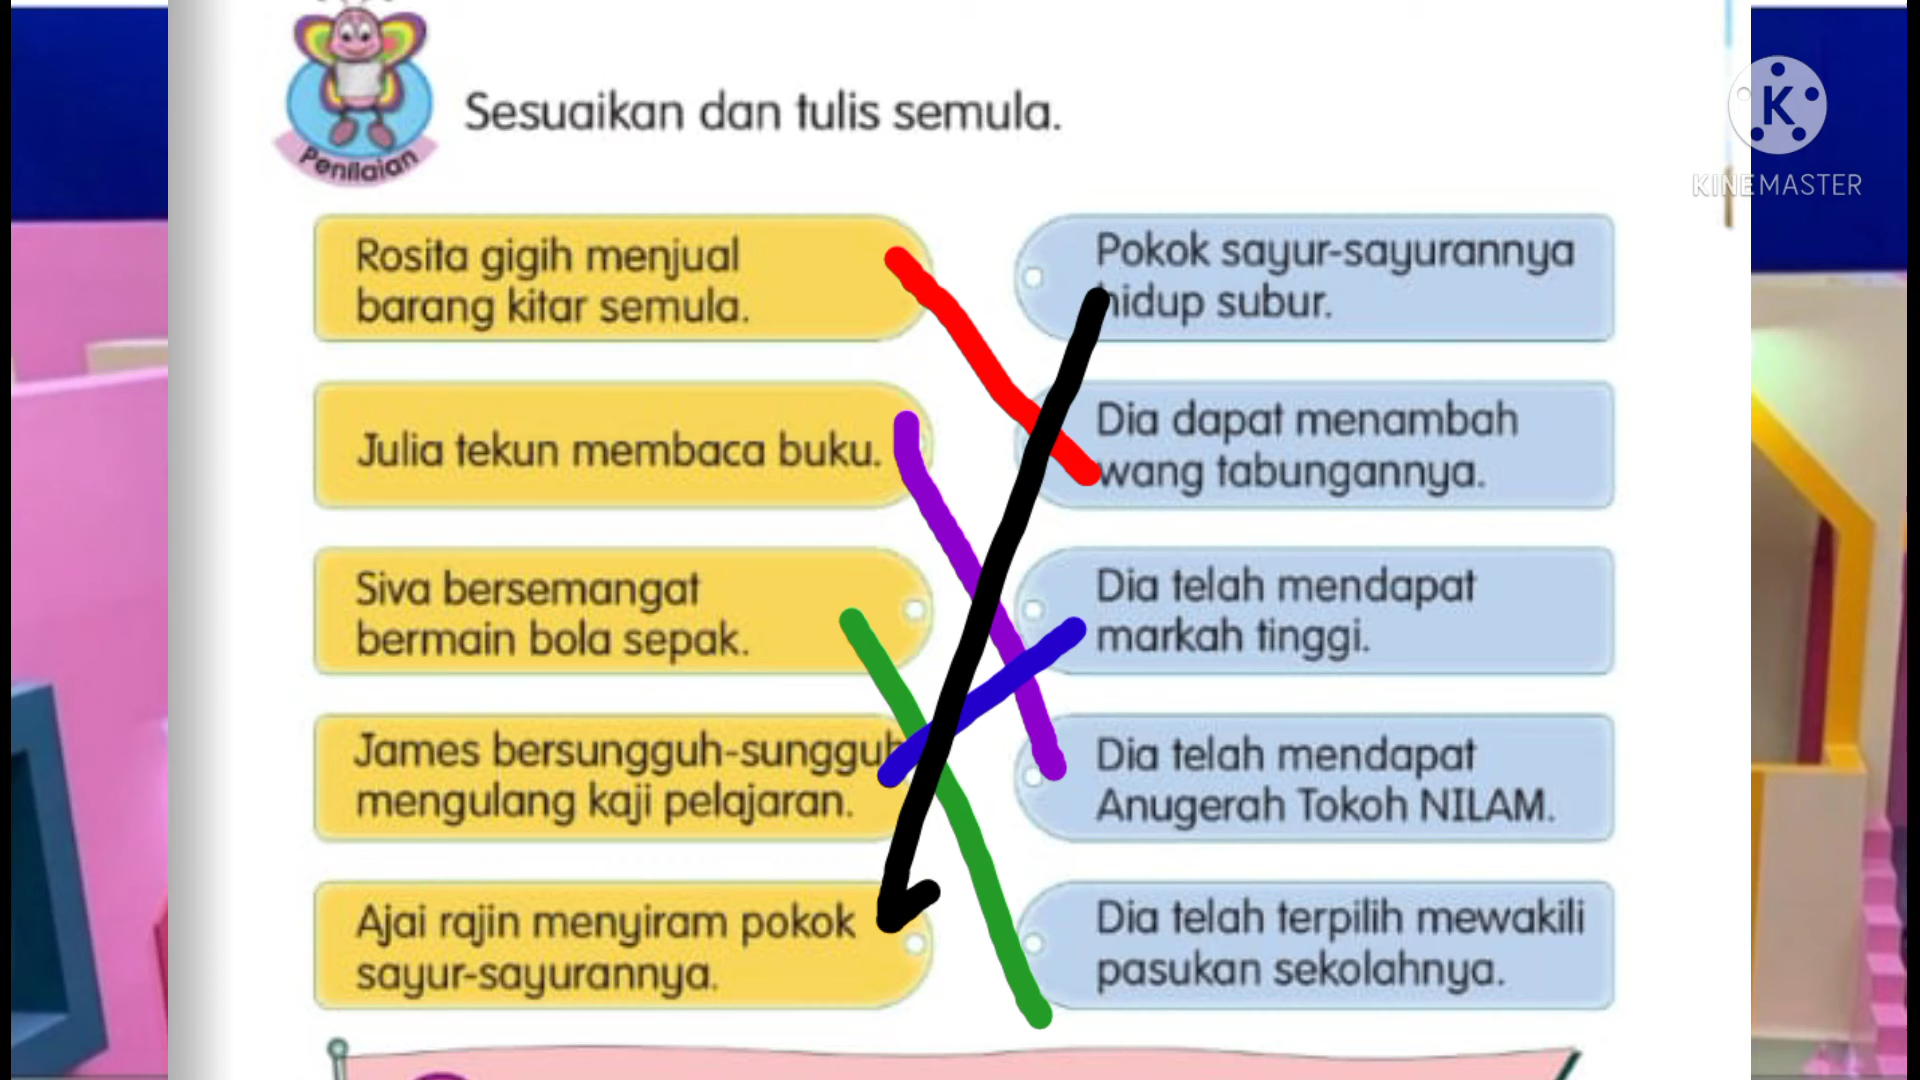 Penilaian
Sesuaikan dan tulis semula.
Rosita gigih menjual
barang kitar semula.
Julia tekun membaca buku.
Siva bersemangat
bermain bola sepak.
James bersungguh-sungguh
mengulang kaji pelajaran.
Ajai rajin menyiram pokok
sayur-sayurannya.
Pokok sayur-sayurannya
hidup subur.
Dia dapat menambah
wang tabungannya.
Dia telah mendapat
markah tinggi.
Dia telah mendapat
Anugerah Tokoh NILAM.
Dia telah terpilih mewakili
pasukan sekolahnya.
K
KINEMASTER